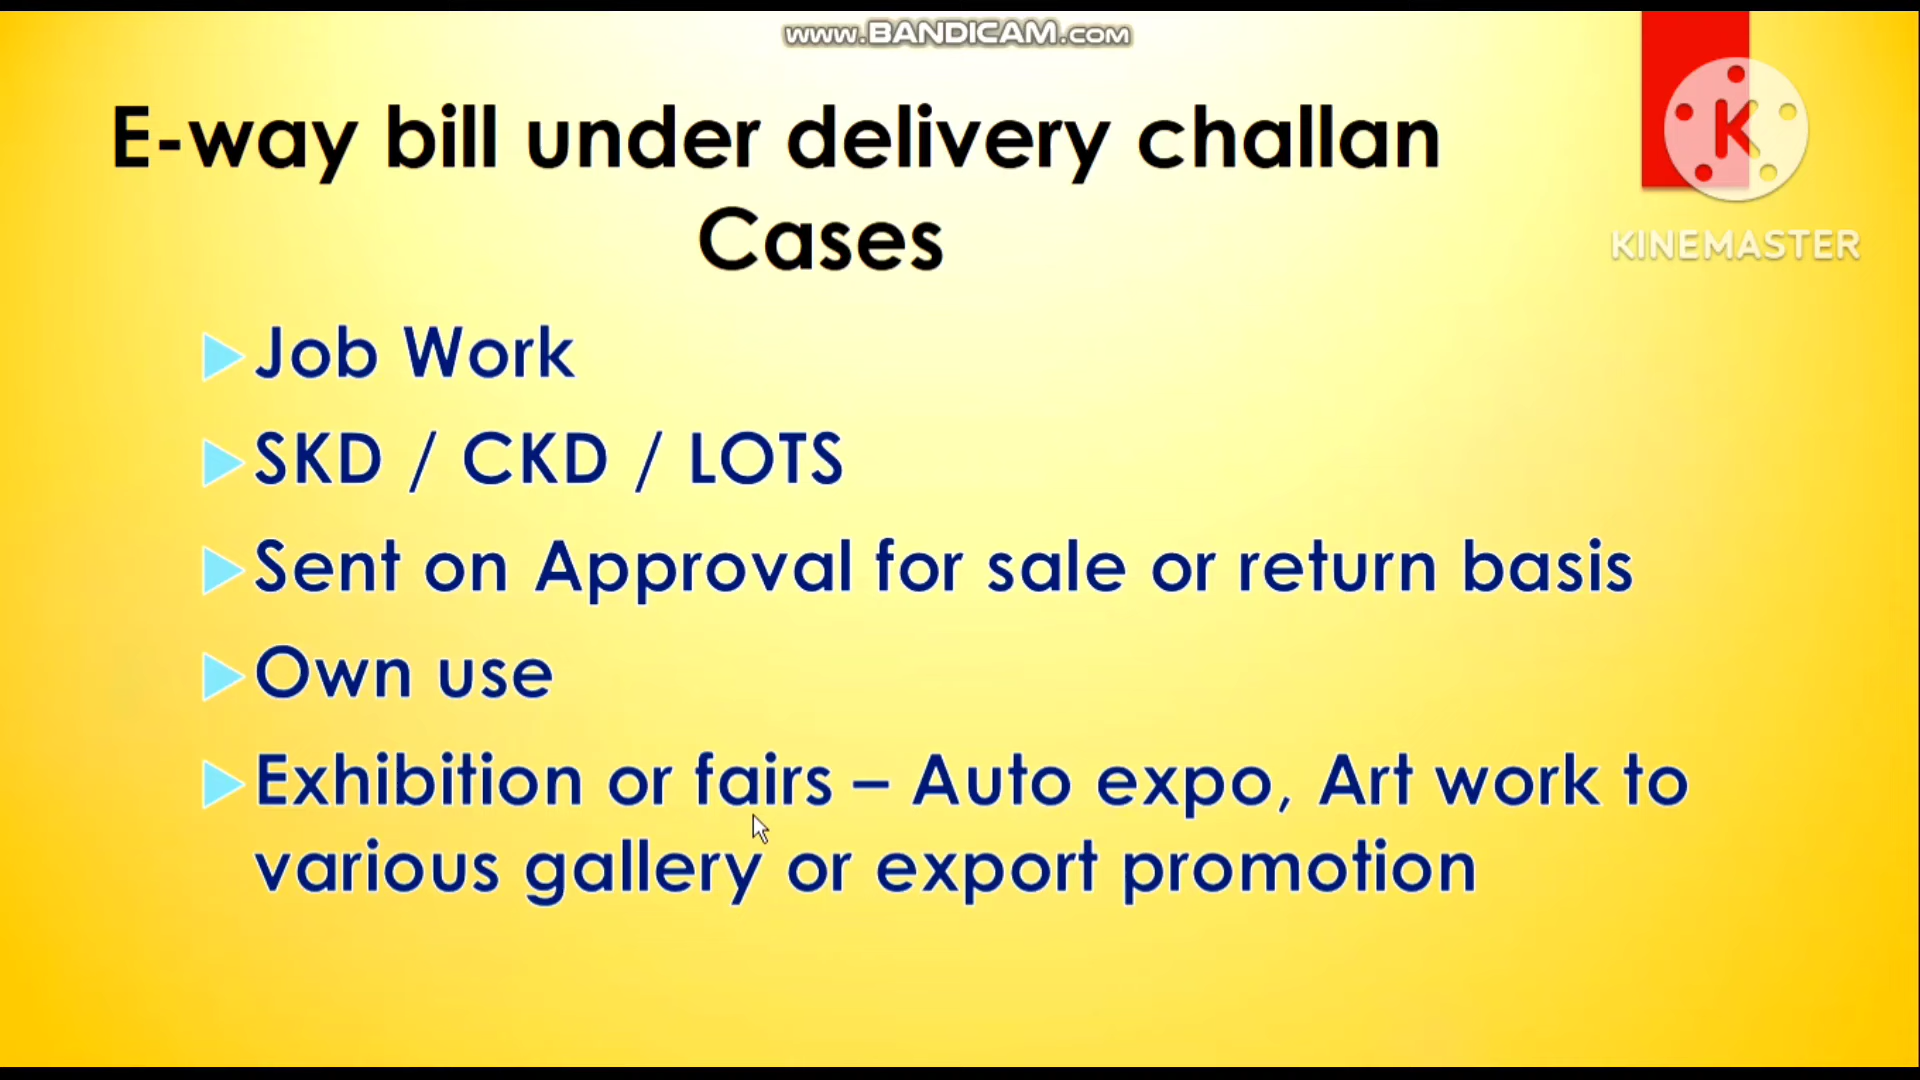 www.BANDICAM.com
E-way bill under delivery challan
Cases
K
KINEMASTER
Job Work
SKD / CKD / LOTS
Sent on Approval for sale or return basis
Own use
Exhibition or fairs – Auto expo, Art work to
various gallery or export promotion